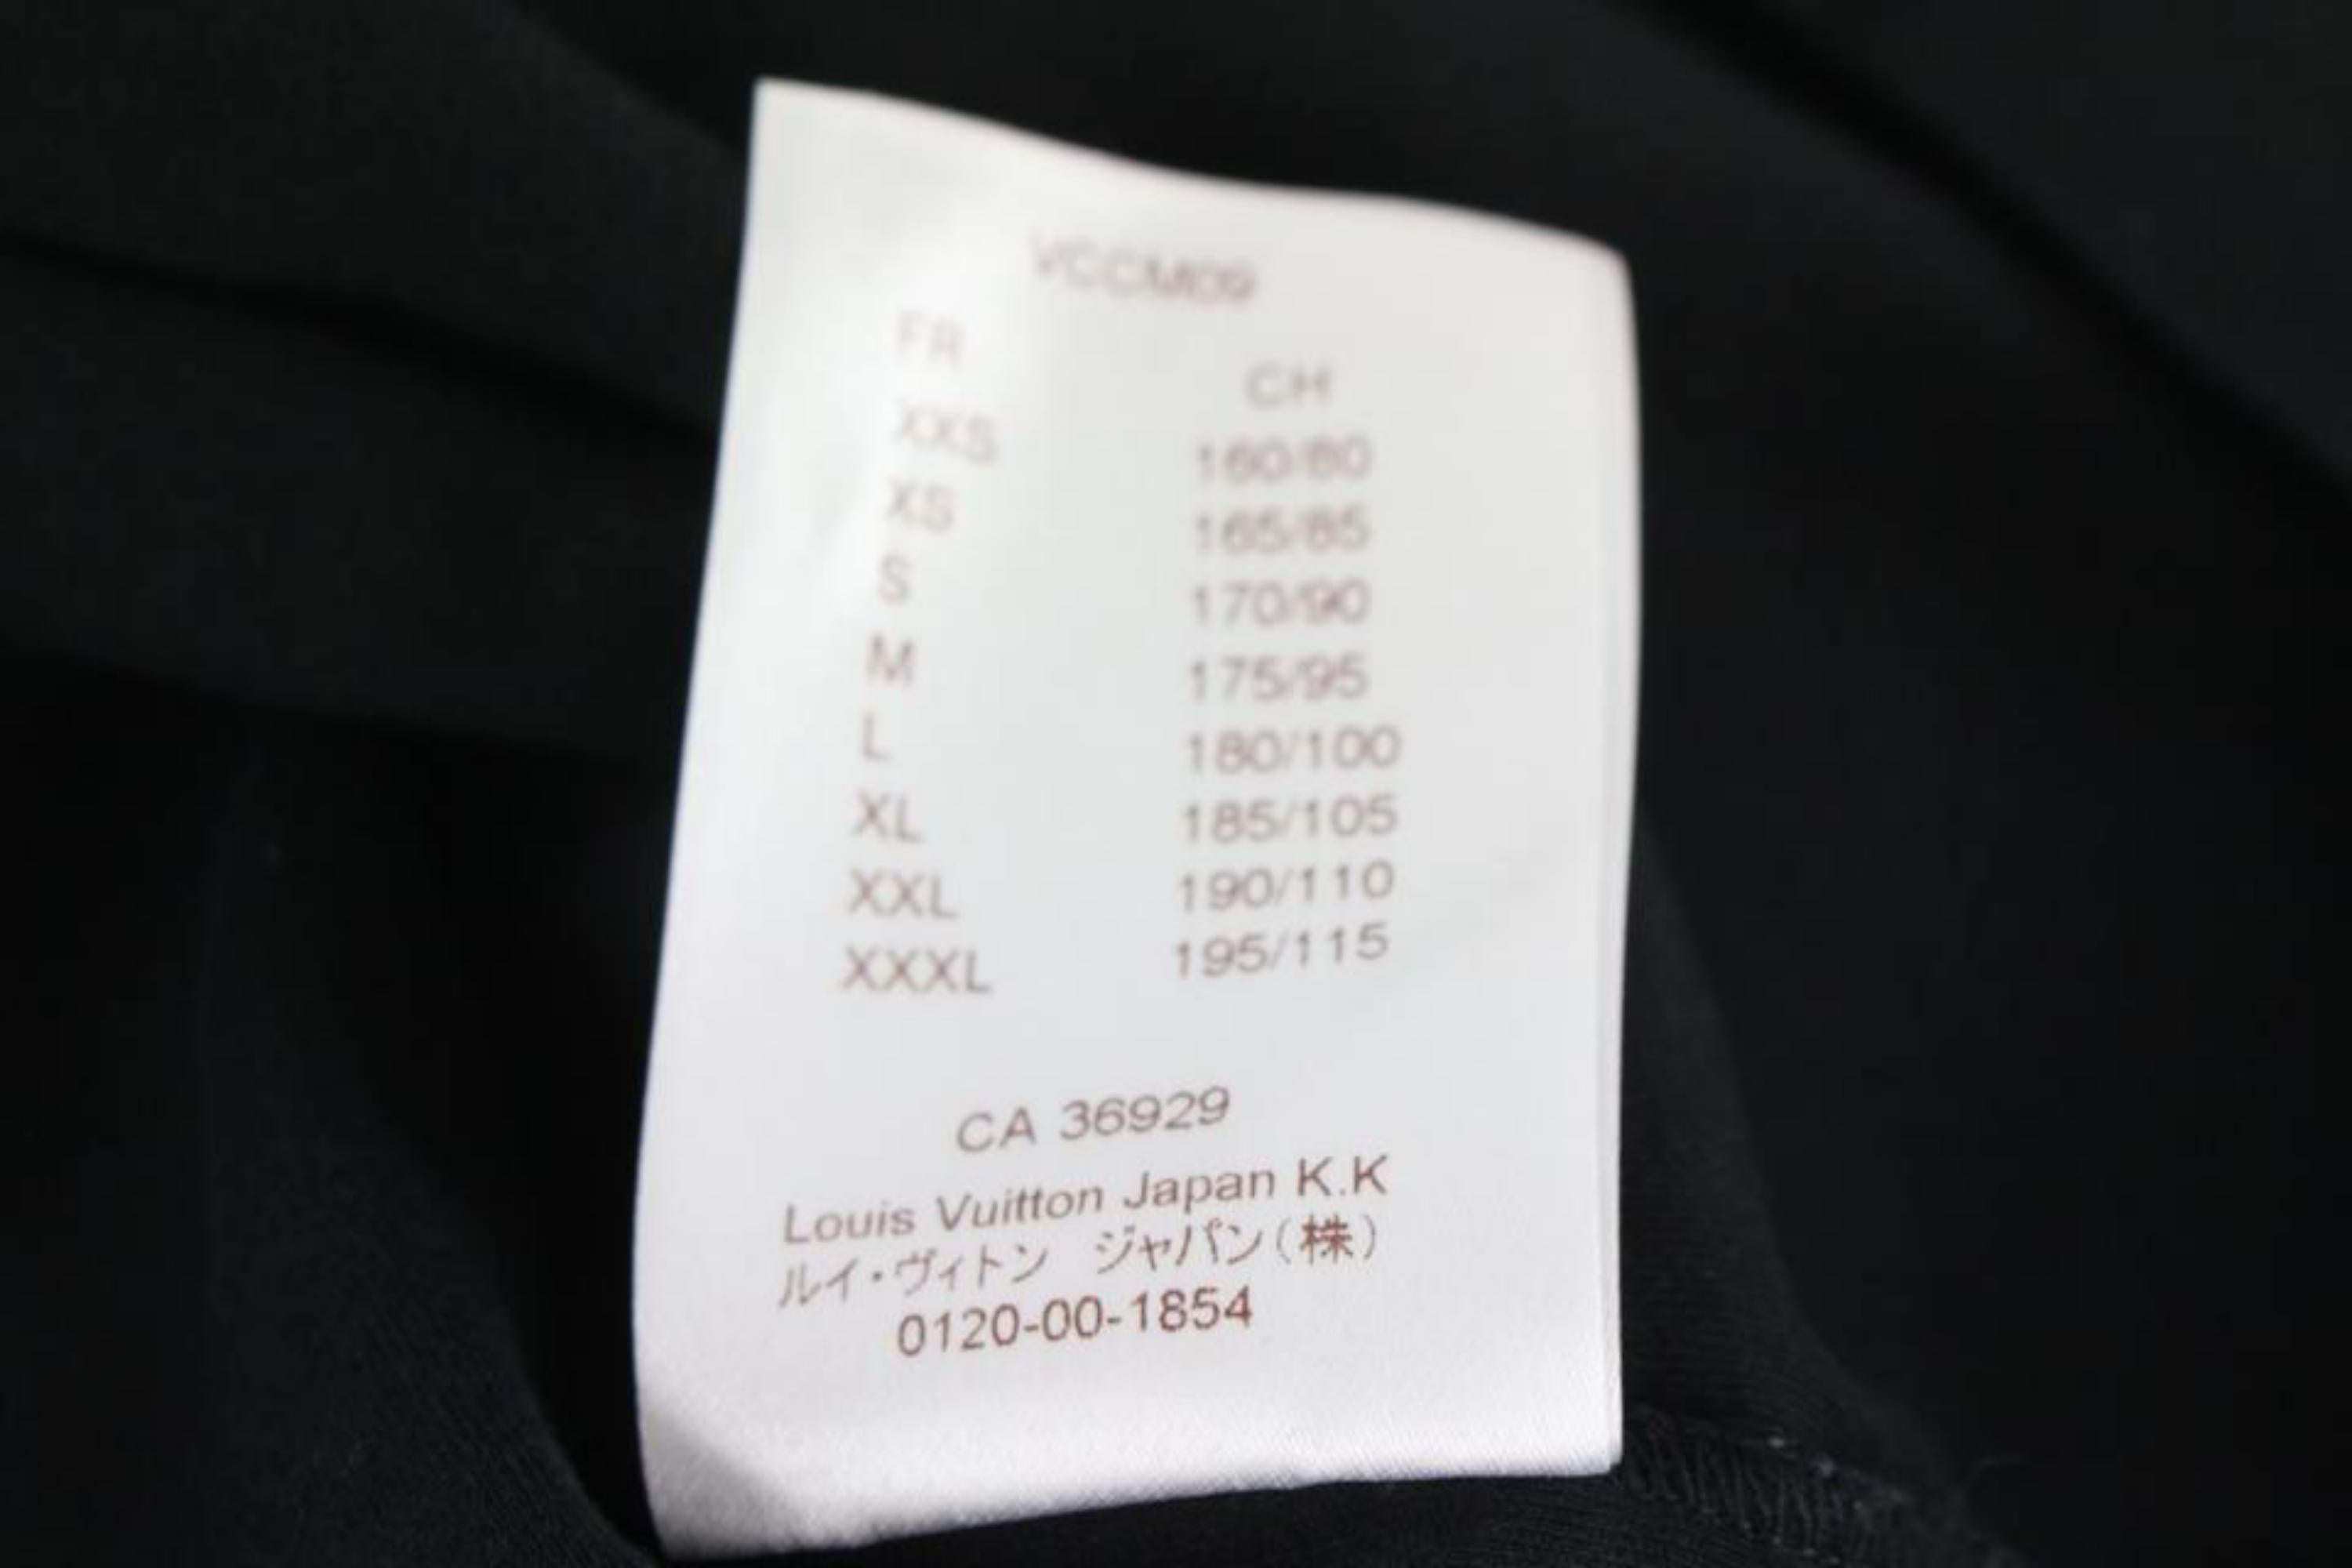 VCCM09
FR CH
XXS 160/80
XS 165/85
S 170/90
M 175/95
L 180/100
XL 185/105
XXL 190/110
XXXL 195/115
CA 36929
Louis Vuitton Japan K.K
ルイ・ヴィトン ジャパン(株)
0120-00-1854